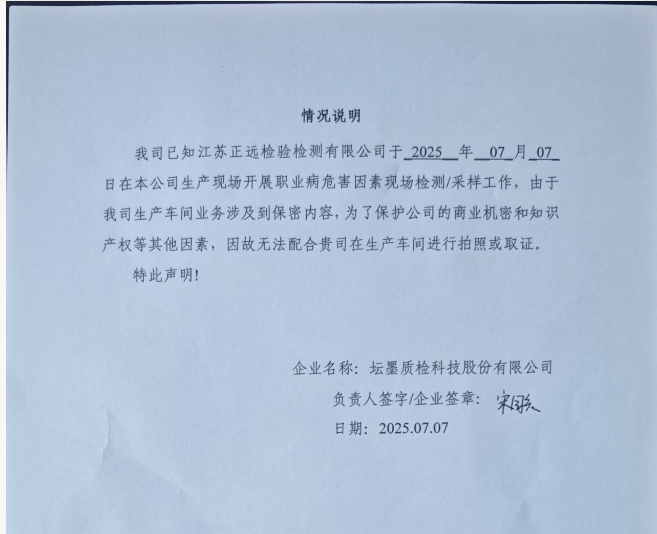 情况说明
我司已知江苏正远检验检测有限公司于 2025 年 07 月 07
日在本公司生产现场开展职业病危害因素现场检测/采样工作，由于
我司生产车间业务涉及到保密内容，为了保护公司的商业机密和知识
产权等其他因素，因故无法配合贵司在生产车间进行拍照或取证。
特此声明!
企业名称：坛墨质检科技股份有限公司
负责人签字/企业签章：
日期：2025.07.07